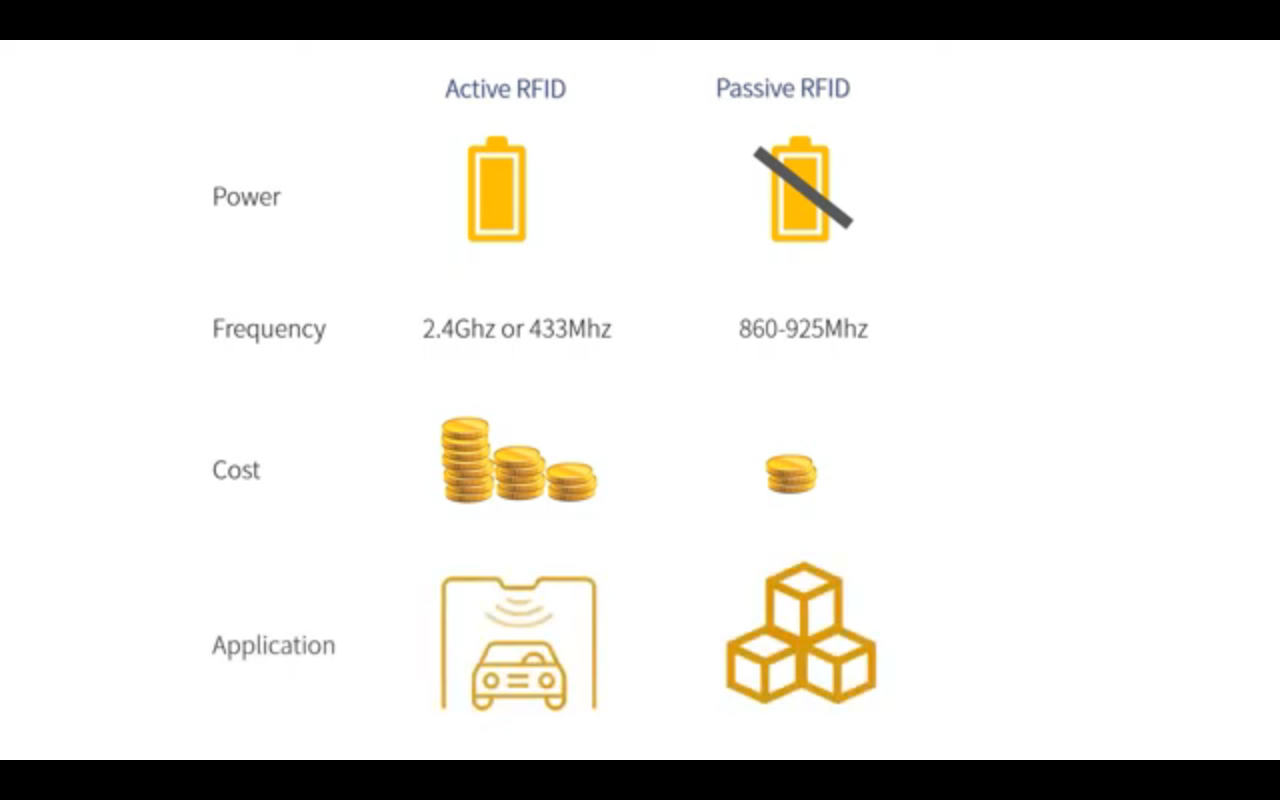 Active RFID Passive RFID
Power
Frequency 2.4Ghz or 433Mhz 860-925Mhz
Cost
Application